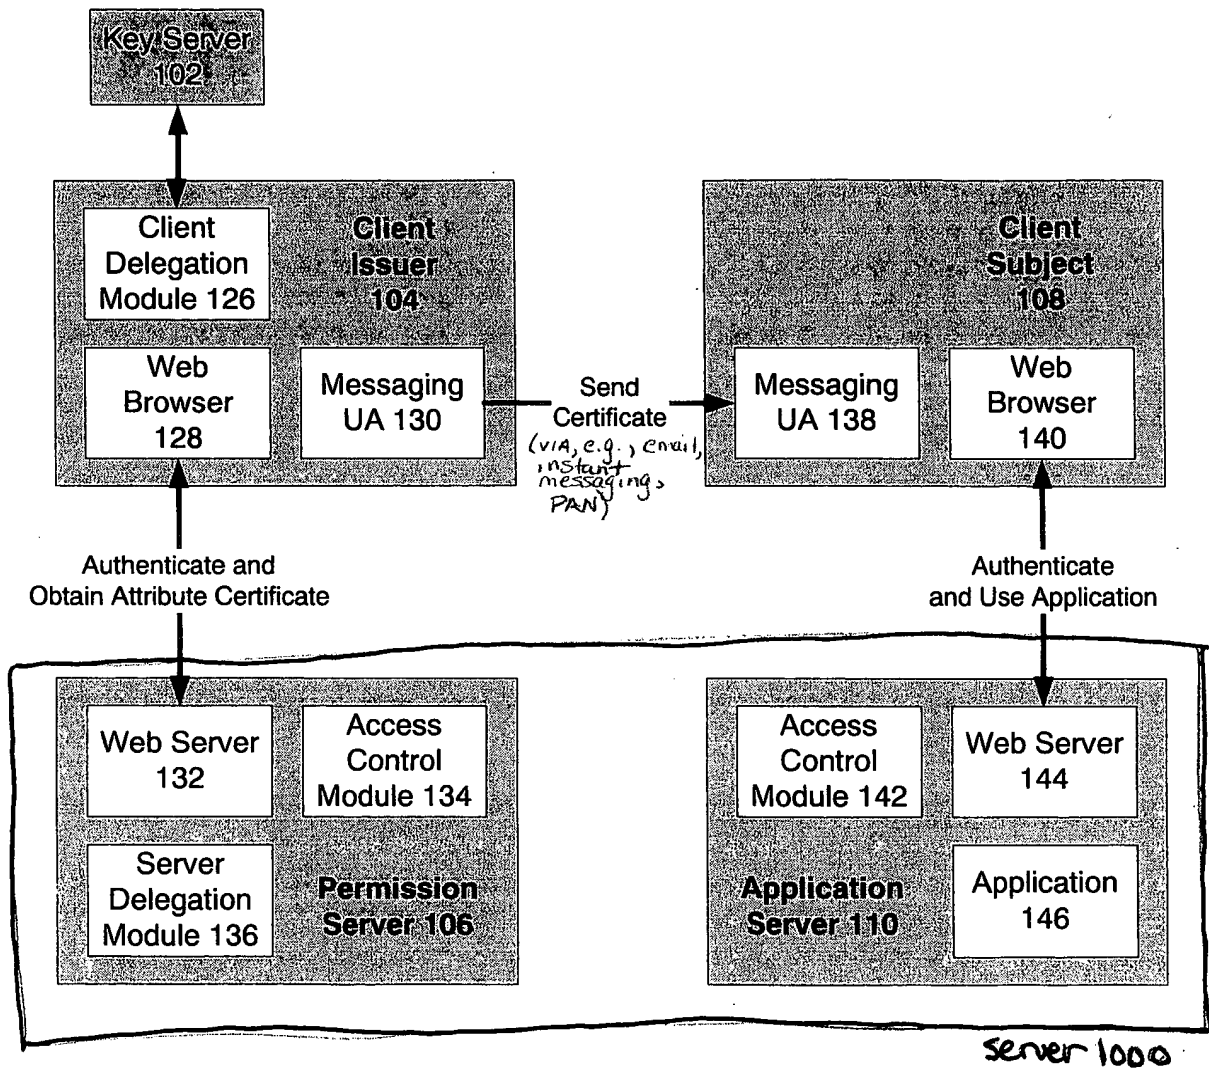 Key Server
102
Client
Delegation
Module 126
Client
Issuer
104
Web
Browser
128
Messaging
UA 130
Send
Certificate
(VIA, e.g., email,
instant
messaging,
PAN)
Client
Subject
108
Messaging
UA 138
Web
Browser
140
Authenticate and
Obtain Attribute Certificate
Authenticate
and Use Application
Web Server
132
Access
Control
Module 134
Server
Delegation
Module 136
Permission
Server 106
Access
Control
Module 142
Web Server
144
Application
Server 110
Application
146
Server 1000